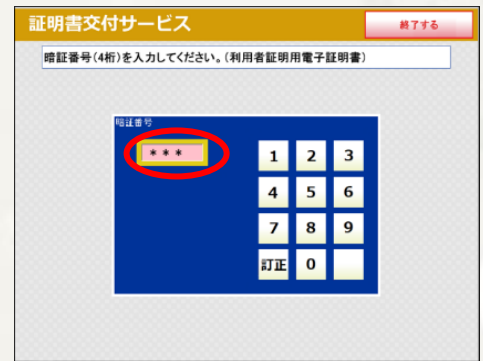 証明書交付サービス
終了する
暗証番号(4桁)を入力してください。(利用者証明用電子証明書)
暗証番号
* * *
1 2 3
4 5 6
7 8 9
訂正 0